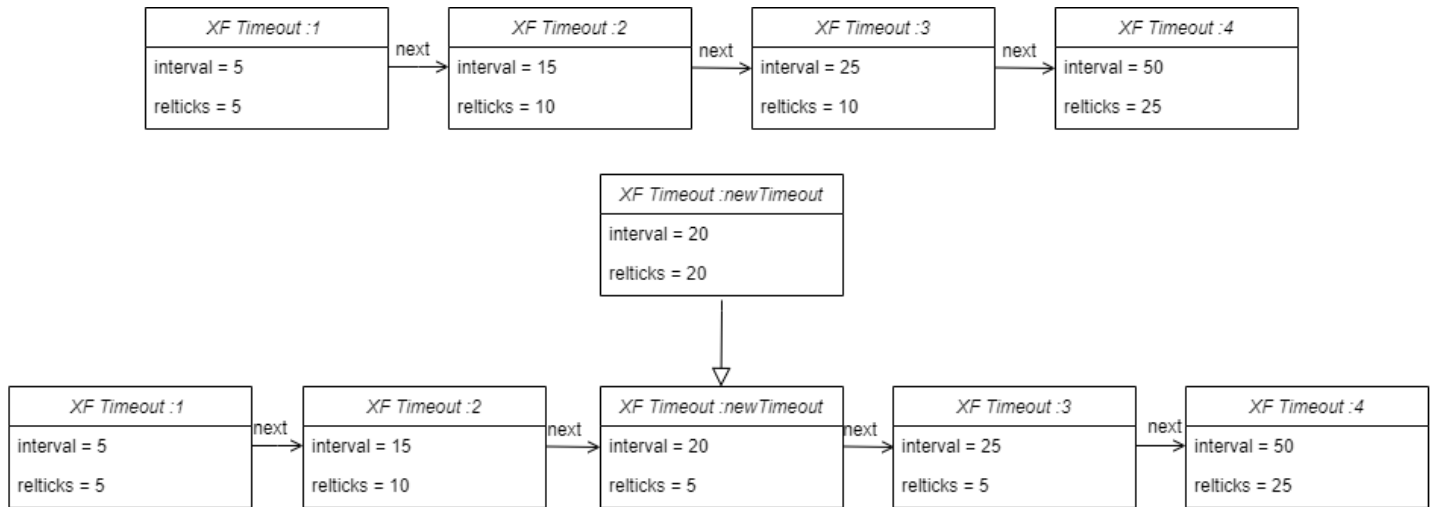 XF Timeout :1
interval = 5
relticks = 5
next
XF Timeout :2
interval = 15
relticks = 10
next
XF Timeout :3
interval = 25
relticks = 10
next
XF Timeout :4
interval = 50
relticks = 25
XF Timeout :newTimeout
interval = 20
relticks = 20
XF Timeout :1
interval = 5
relticks = 5
next
XF Timeout :2
interval = 15
relticks = 10
next
XF Timeout :newTimeout
interval = 20
relticks = 5
next
XF Timeout :3
interval = 25
relticks = 5
next
XF Timeout :4
interval = 50
relticks = 25